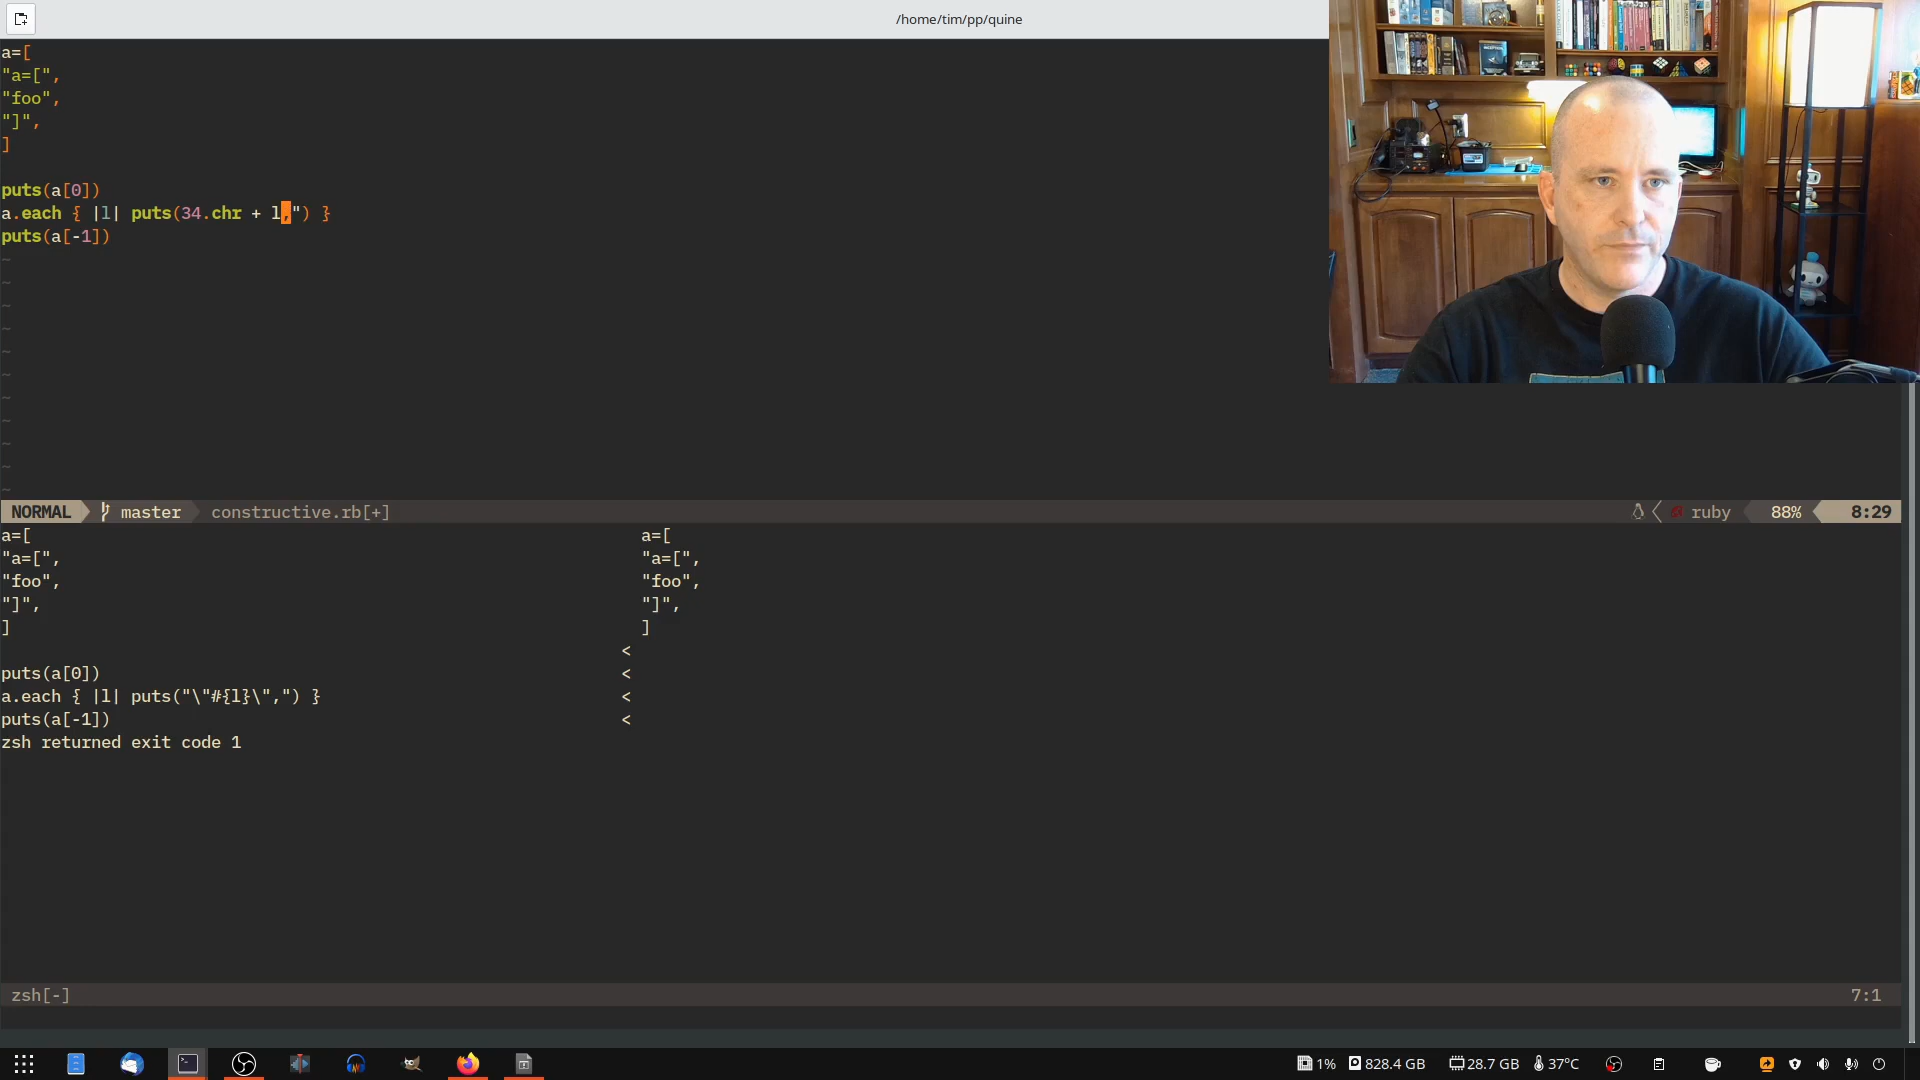 /home/tim/pp/quine
a=[
"a=[",
"foo",
"]",
]
puts(a[0])
a.each { |l| puts(34.chr + l,") }
puts(a[-1])
~
~
~
~
~
~
~
~
~
~
~
NORMAL master constructive.rb[+] ruby 88% 8:29
a=[ a=[
"a=[", "a=[",
"foo", "foo",
"]", "]",
] ]
<
puts(a[0]) <
a.each { |l| puts("\"#{l}\",") } <
puts(a[-1]) <
zsh returned exit code 1
zsh[-] 7:1
1% 828.4 GB 28.7 GB 37°C